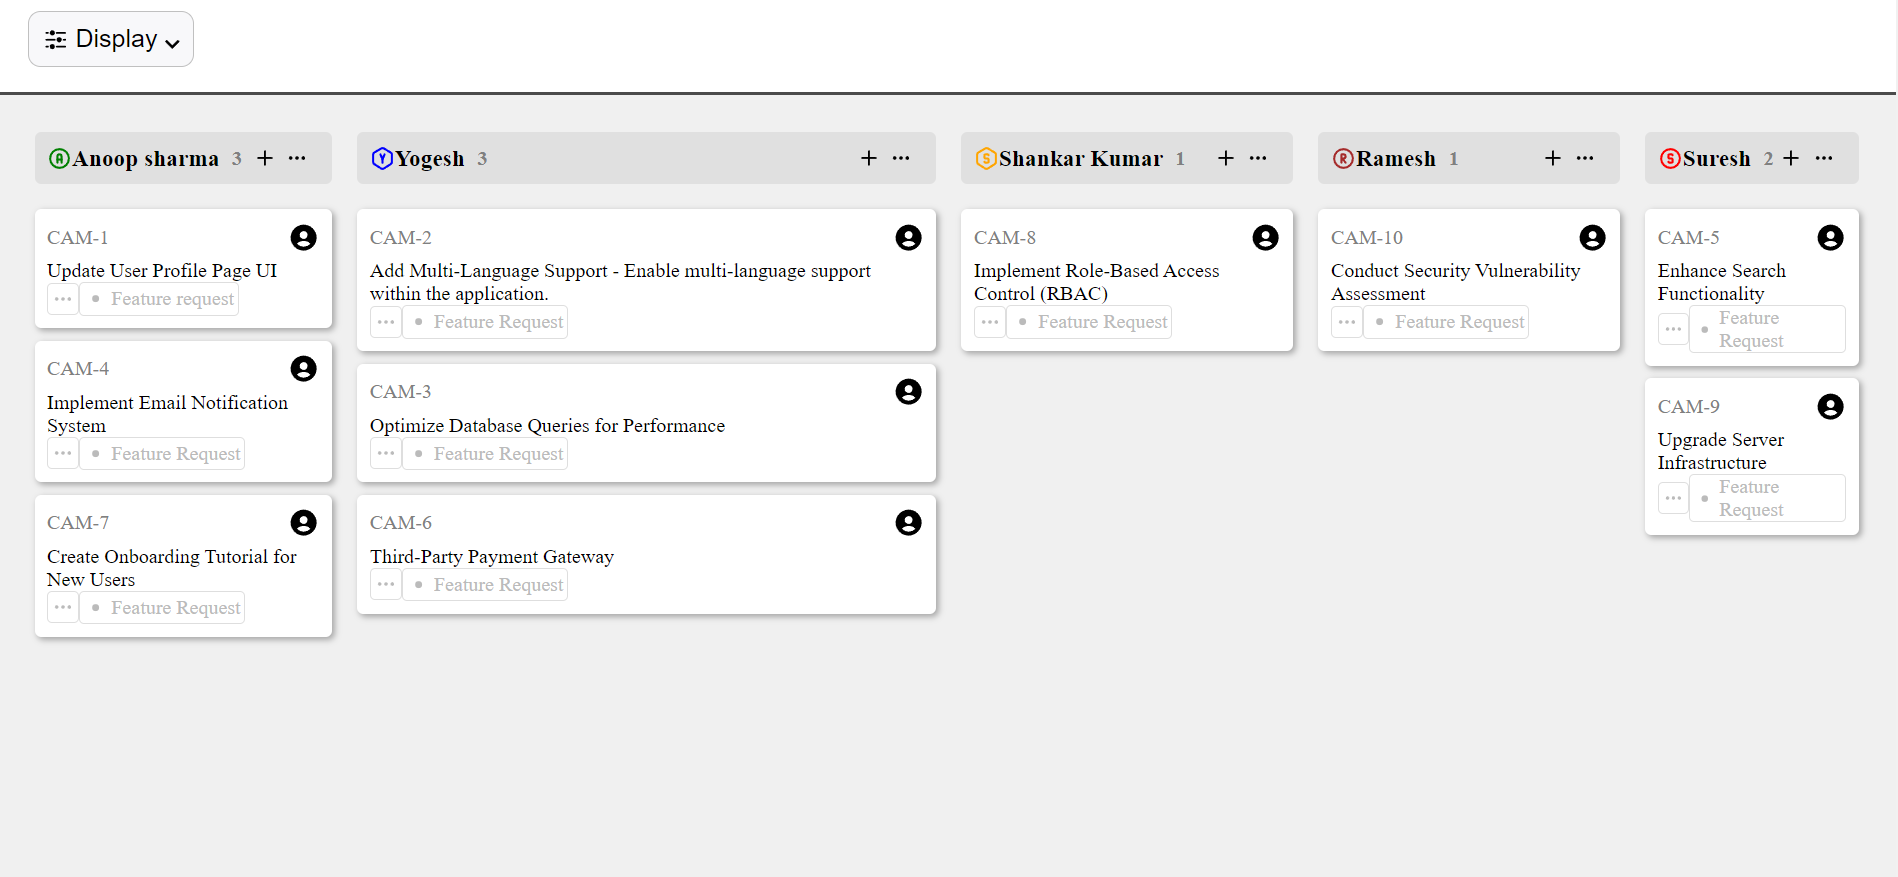 Display
A Anoop sharma 3
CAM-1
Update User Profile Page UI
Feature request
CAM-4
Implement Email Notification
System
Feature Request
CAM-7
Create Onboarding Tutorial for
New Users
Feature Request
Y Yogesh 3
CAM-2
Add Multi-Language Support - Enable multi-language support
within the application.
Feature Request
CAM-3
Optimize Database Queries for Performance
Feature Request
CAM-6
Third-Party Payment Gateway
Feature Request
S Shankar Kumar 1
CAM-8
Implement Role-Based Access
Control (RBAC)
Feature Request
R Ramesh 1
CAM-10
Conduct Security Vulnerability
Assessment
Feature Request
S Suresh 2
CAM-5
Enhance Search
Functionality
Feature
Request
CAM-9
Upgrade Server
Infrastructure
Feature
Request